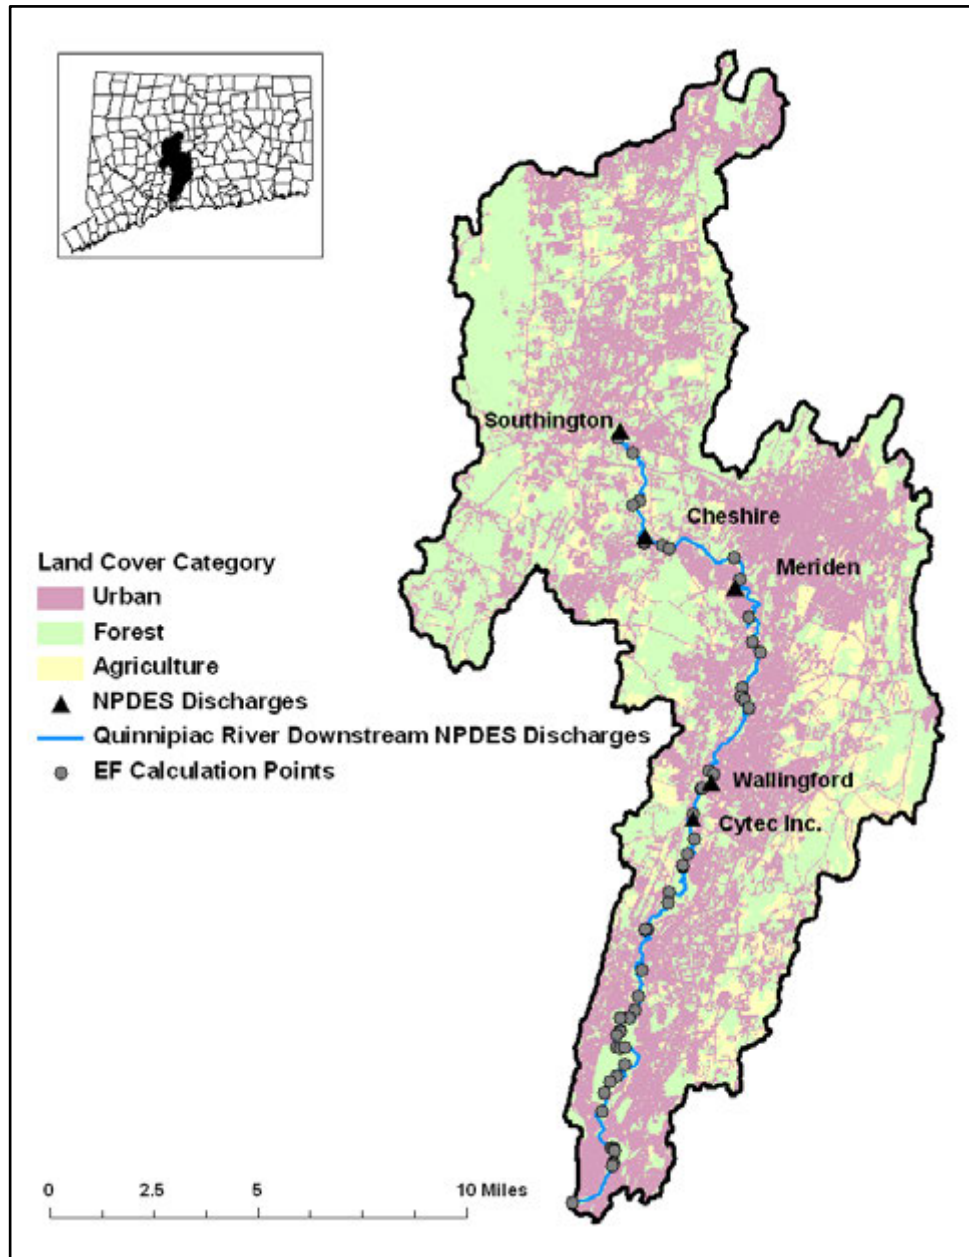 Southington
Cheshire
Meriden
Land Cover Category
Urban
Forest
Agriculture
NPDES Discharges
Quinnipiac River Downstream NPDES Discharges
EF Calculation Points
Wallingford
Cytec Inc.
0 2.5 5 10 Miles